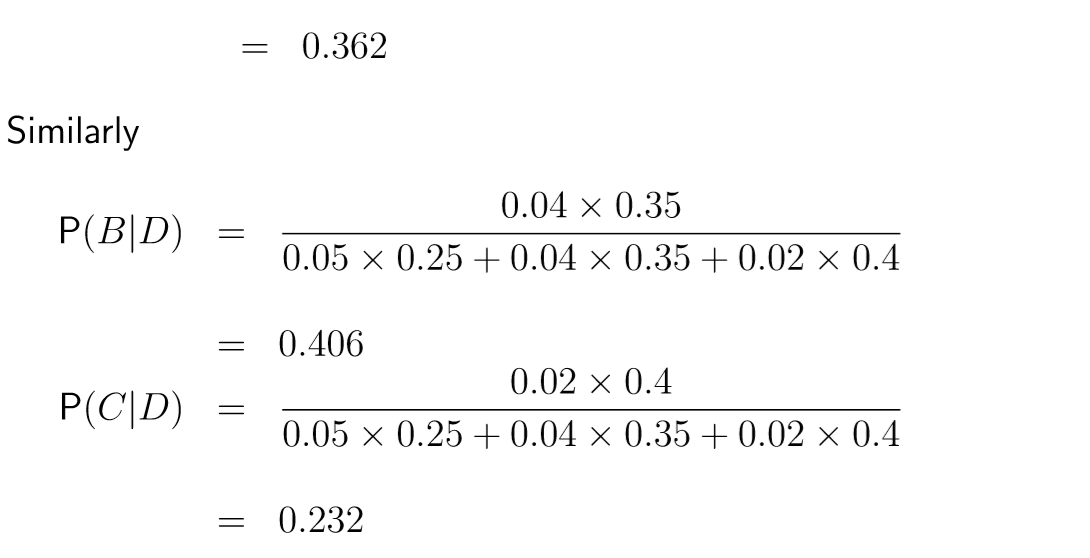 = 0.362
Similarly
P(B|D) = \frac{0.04 × 0.35}{0.05 × 0.25 + 0.04 × 0.35 + 0.02 × 0.4}
= 0.406
P(C|D) = \frac{0.02 × 0.4}{0.05 × 0.25 + 0.04 × 0.35 + 0.02 × 0.4}
= 0.232